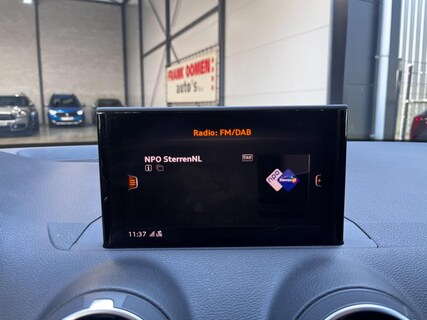 FRANK OOMEN
auto's
Radio: FM/DAB
NPO SterrenNL
11:37